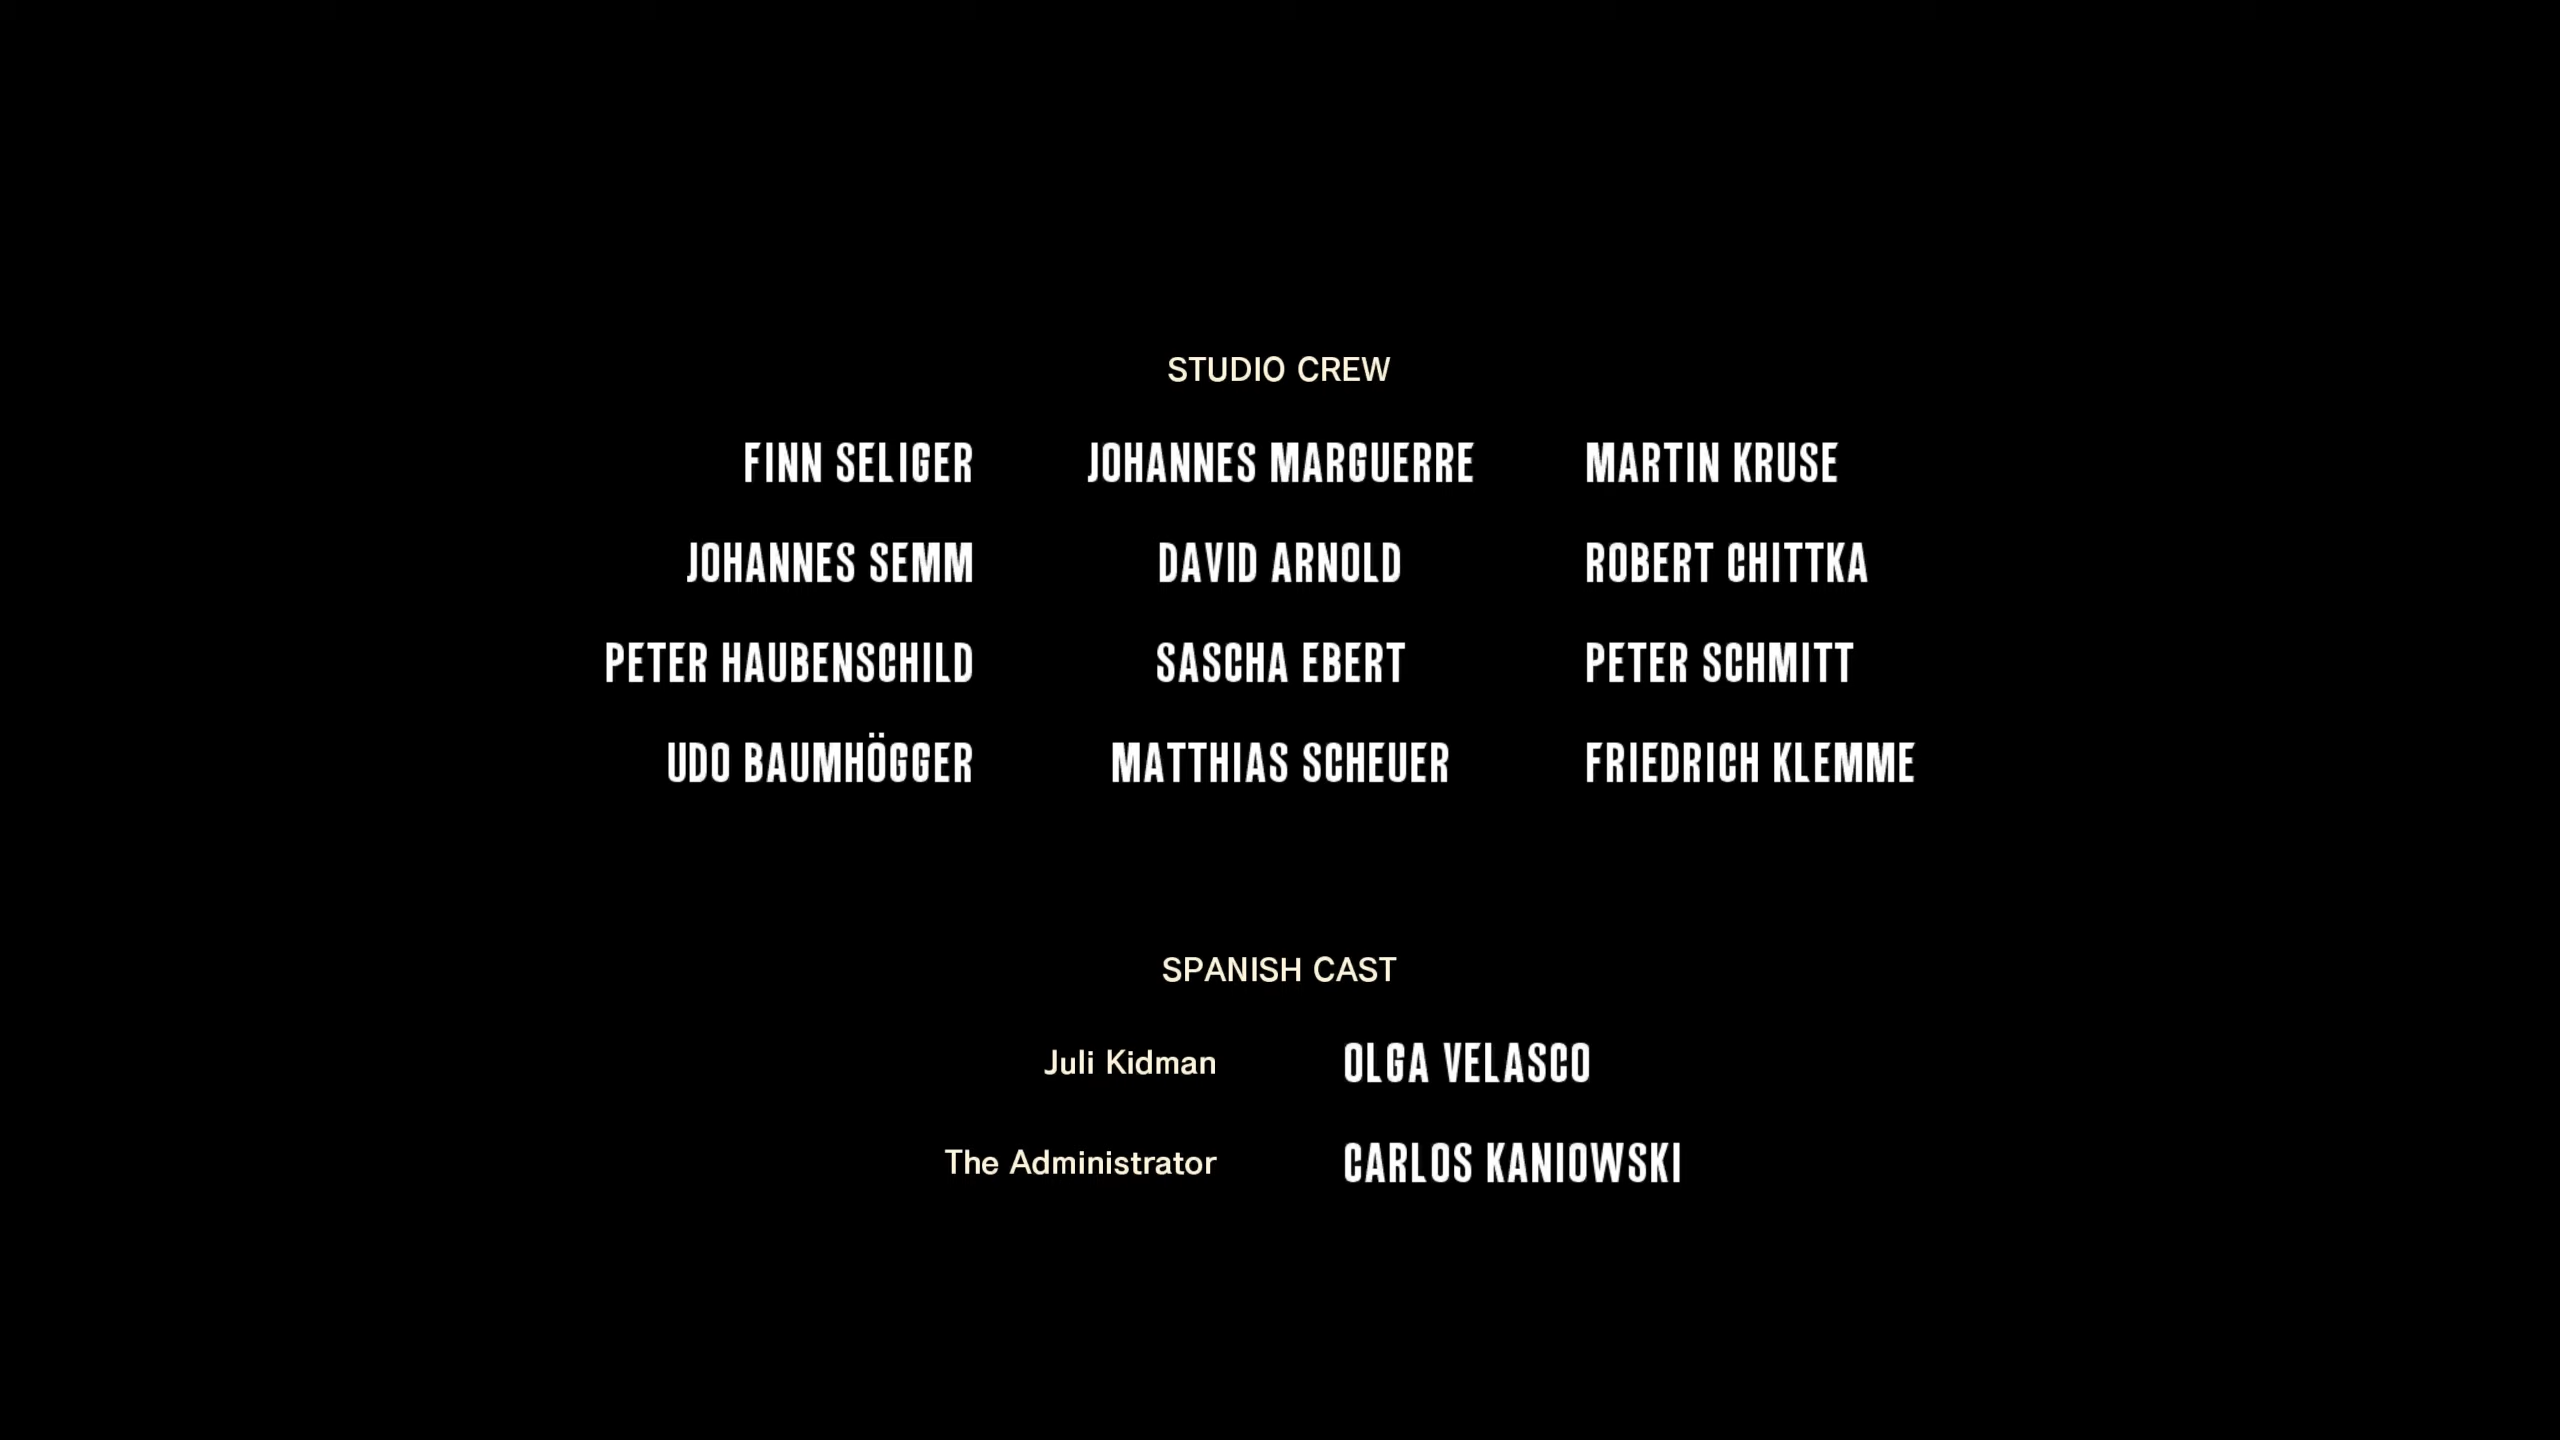 STUDIO CREW
FINN SELIGER JOHANNES MARGUERRE MARTIN KRUSE
JOHANNES SEMM DAVID ARNOLD ROBERT CHITTKA
PETER HAUBENSCHILD SASCHA EBERT PETER SCHMITT
UDO BAUMHÖGGER MATTHIAS SCHEUER FRIEDRICH KLEMME
SPANISH CAST
Juli Kidman OLGA VELASCO
The Administrator CARLOS KANIOWSKI